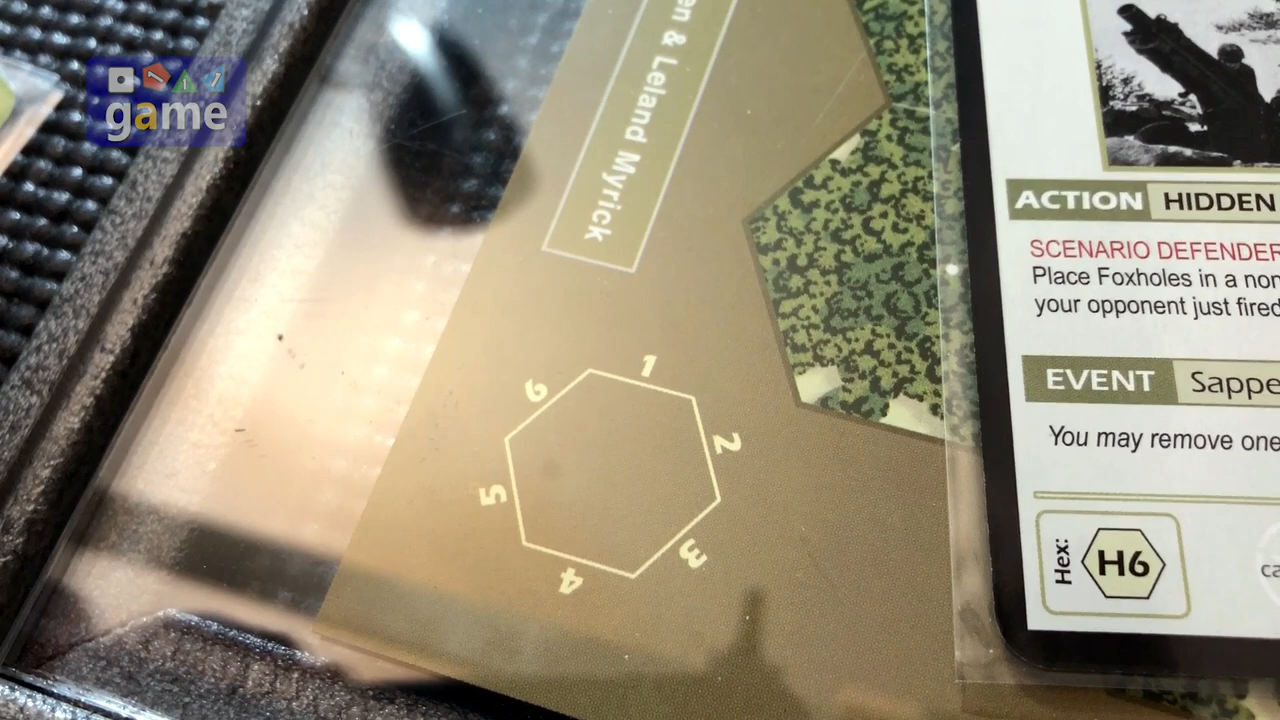 game
en & Leland Myrick
1
2
3
4
5
6
ACTION HIDDEN
SCENARIO DEFENDER
Place Foxholes in a non
your opponent just fired
EVENT Sappe
You may remove one
Hex:
H6
ca